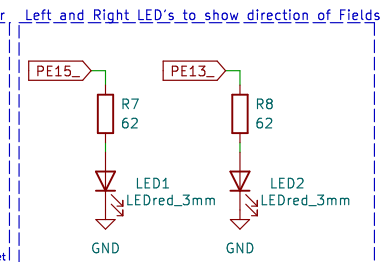 r
Left and Right LED's to show direction of Fields
PE15_
PE13_
R7
62
R8
62
LED1
LEDred_3mm
LED2
LEDred_3mm
GND
GND
et